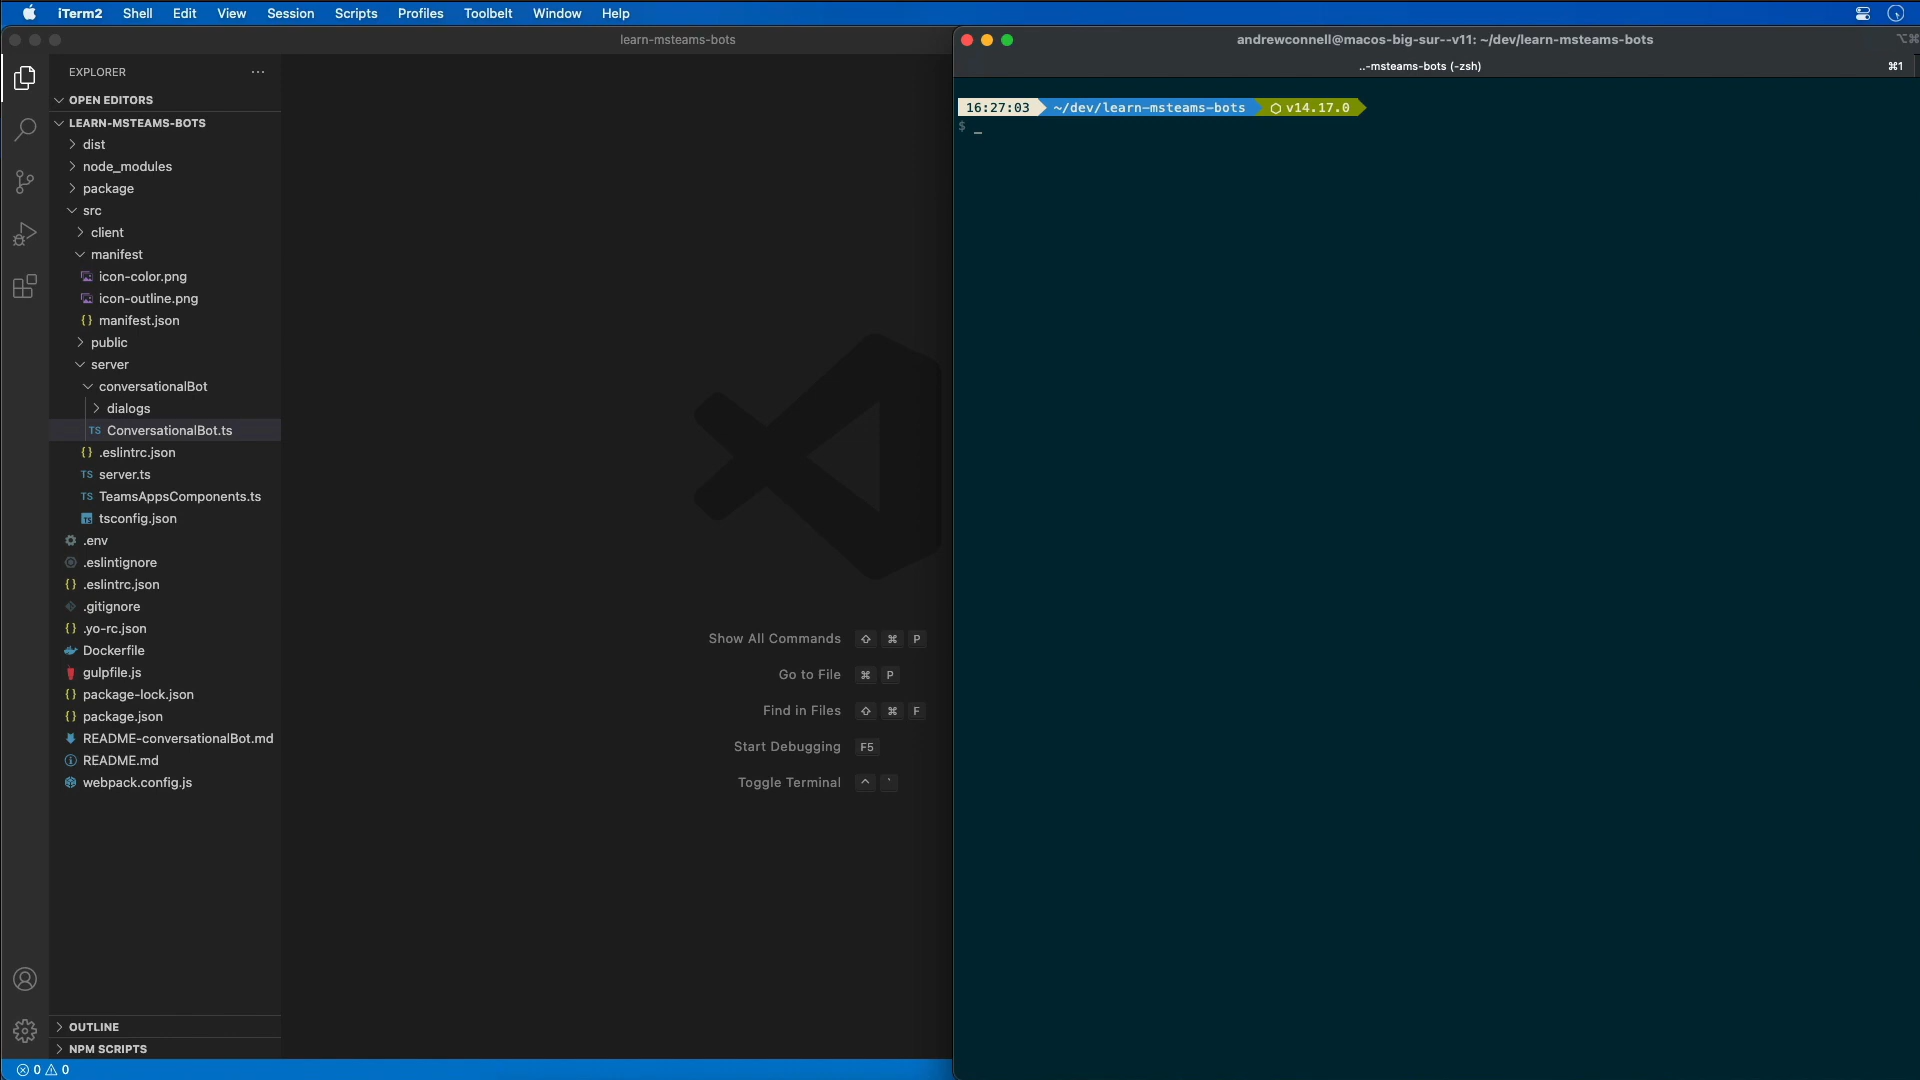 iTerm2 Shell Edit View Session Scripts Profiles Toolbelt Window Help
learn-msteams-bots
EXPLORER
OPEN EDITORS
LEARN-MSTEAMS-BOTS
dist
node_modules
package
src
client
manifest
icon-color.png
icon-outline.png
{} manifest.json
public
server
conversationalBot
dialogs
TS ConversationalBot.ts
{} .eslintrc.json
TS server.ts
TS TeamsAppsComponents.ts
TS tsconfig.json
.env
.eslintignore
{} .eslintrc.json
.gitignore
{} .yo-rc.json
Dockerfile
gulpfile.js
{} package-lock.json
{} package.json
README-conversationalBot.md
README.md
webpack.config.js
OUTLINE
NPM SCRIPTS
0 0
Show All Commands ⇧ ⌘ P
Go to File ⌘ P
Find in Files ⇧ ⌘ F
Start Debugging F5
Toggle Terminal ^ `
andrewconnell@macos-big-sur--v11: ~/dev/learn-msteams-bots
⌥⌘
..-msteams-bots (-zsh) ⌘1
16:27:03 ~/dev/learn-msteams-bots v14.17.0
$ _